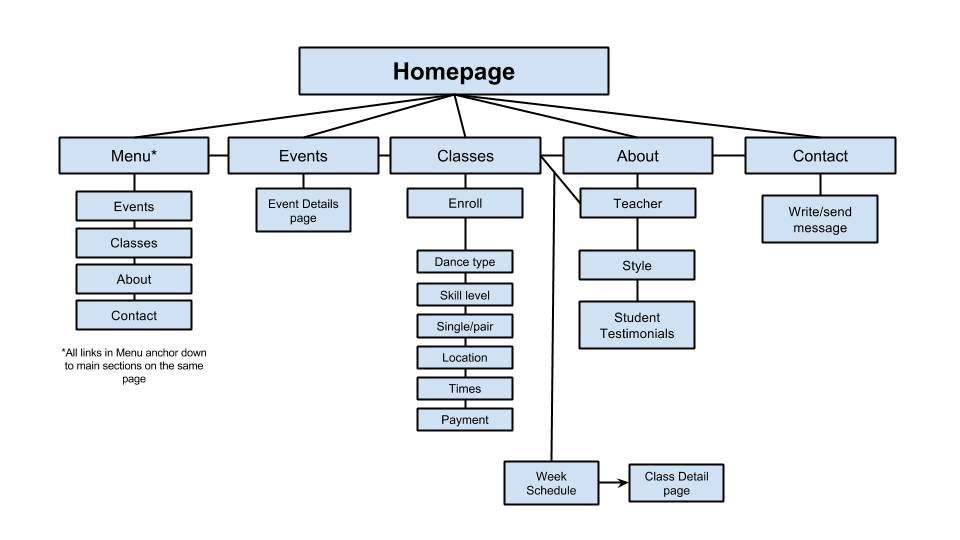 Homepage
Menu*
Events
Classes
About
Contact
Events
Classes
About
Contact
*All links in Menu anchor down
to main sections on the same
page
Event Details
page
Enroll
Dance type
Skill level
Single/pair
Location
Times
Payment
Teacher
Style
Student
Testimonials
Write/send
message
Week
Schedule
Class Detail
page